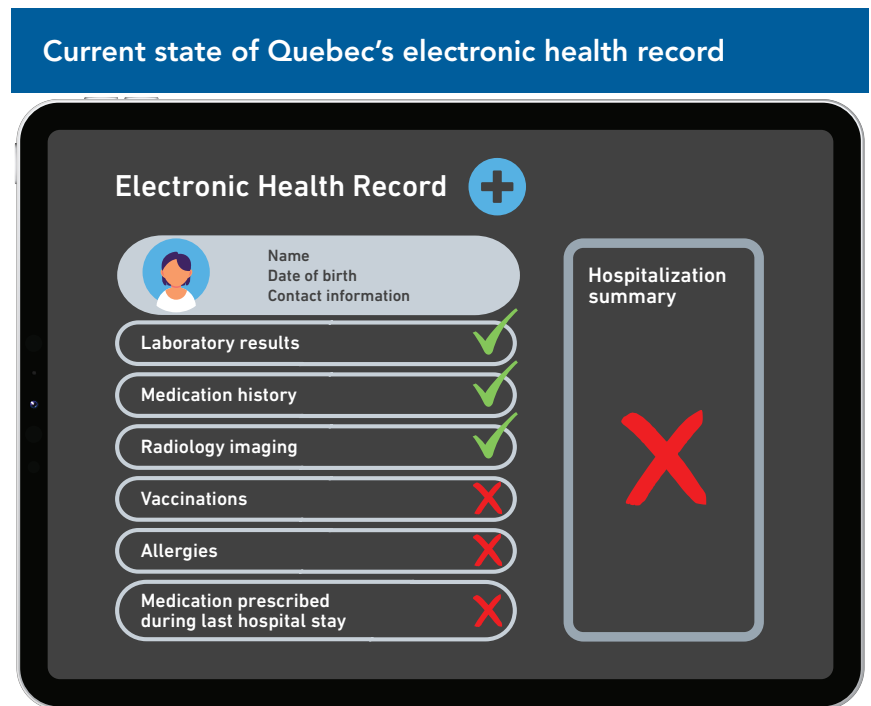 Current state of Quebec's electronic health record
Electronic Health Record
Name
Date of birth
Contact information
Laboratory results
Medication history
Radiology imaging
Vaccinations
Allergies
Medication prescribed
during last hospital stay
Hospitalization
summary